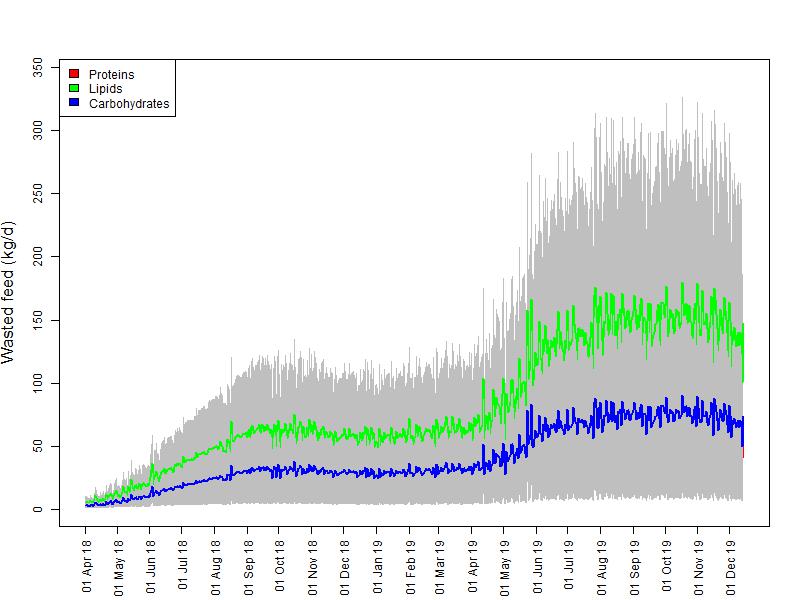 350
Proteins
Lipids
Carbohydrates
300
250
200
150
100
50
0
Wasted feed (kg/d)
01 Apr 18
01 May 18
01 Jun 18
01 Jul 18
01 Aug 18
01 Sep 18
01 Oct 18
01 Nov 18
01 Dec 18
01 Jan 19
01 Feb 19
01 Mar 19
01 Apr 19
01 May 19
01 Jun 19
01 Jul 19
01 Aug 19
01 Sep 19
01 Oct 19
01 Nov 19
01 Dec 19